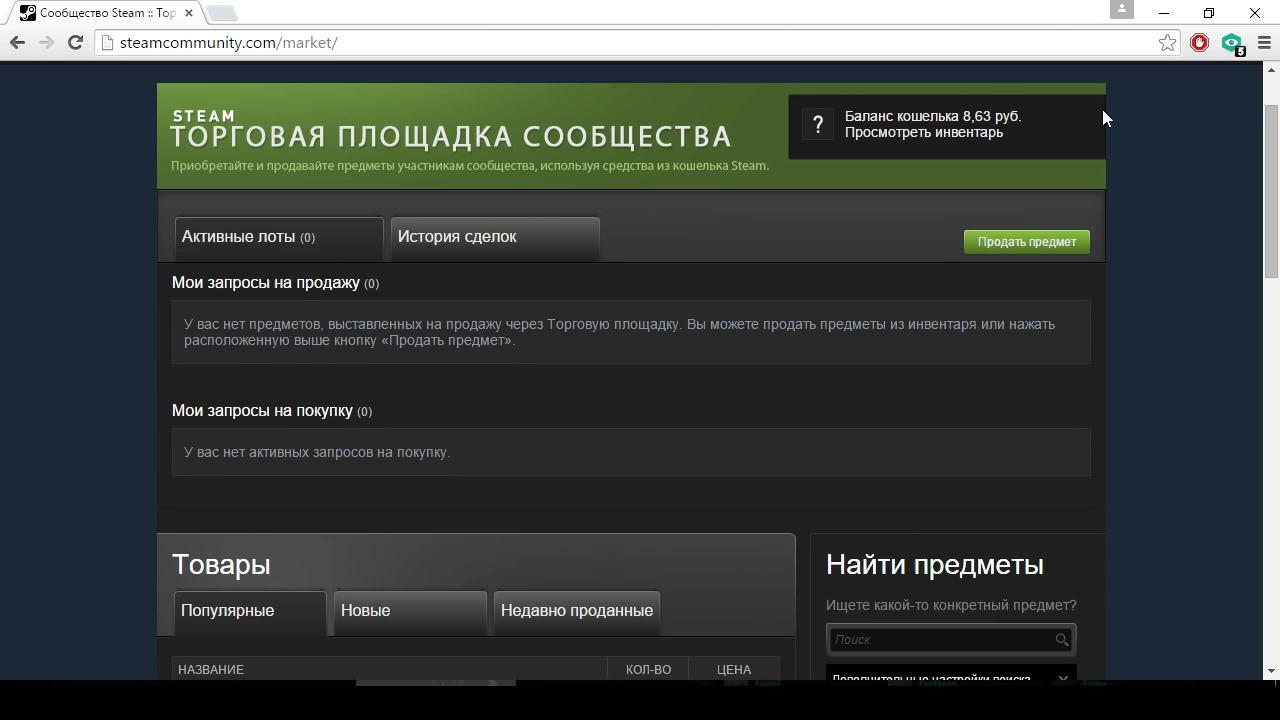 Сообщество Steam :: Тор
steamcommunity.com/market/
5
STEAM
ТОРГОВАЯ ПЛОЩАДКА СООБЩЕСТВА
Приобретайте и продавайте предметы участникам сообщества, используя средства из кошелька Steam.
?
Баланс кошелька 8,63 руб.
Просмотреть инвентарь
Активные лоты (0)
История сделок
Продать предмет
Мои запросы на продажу (0)
У вас нет предметов, выставленных на продажу через Торговую площадку. Вы можете продать предметы из инвентаря или нажать
расположенную выше кнопку «Продать предмет».
Мои запросы на покупку (0)
У вас нет активных запросов на покупку.
Товары
Популярные
Новые
Недавно проданные
НАЗВАНИЕ
КОЛ-ВО
ЦЕНА
Найти предметы
Ищете какой-то конкретный предмет?
Поиск
Дополнительные настройки поиска